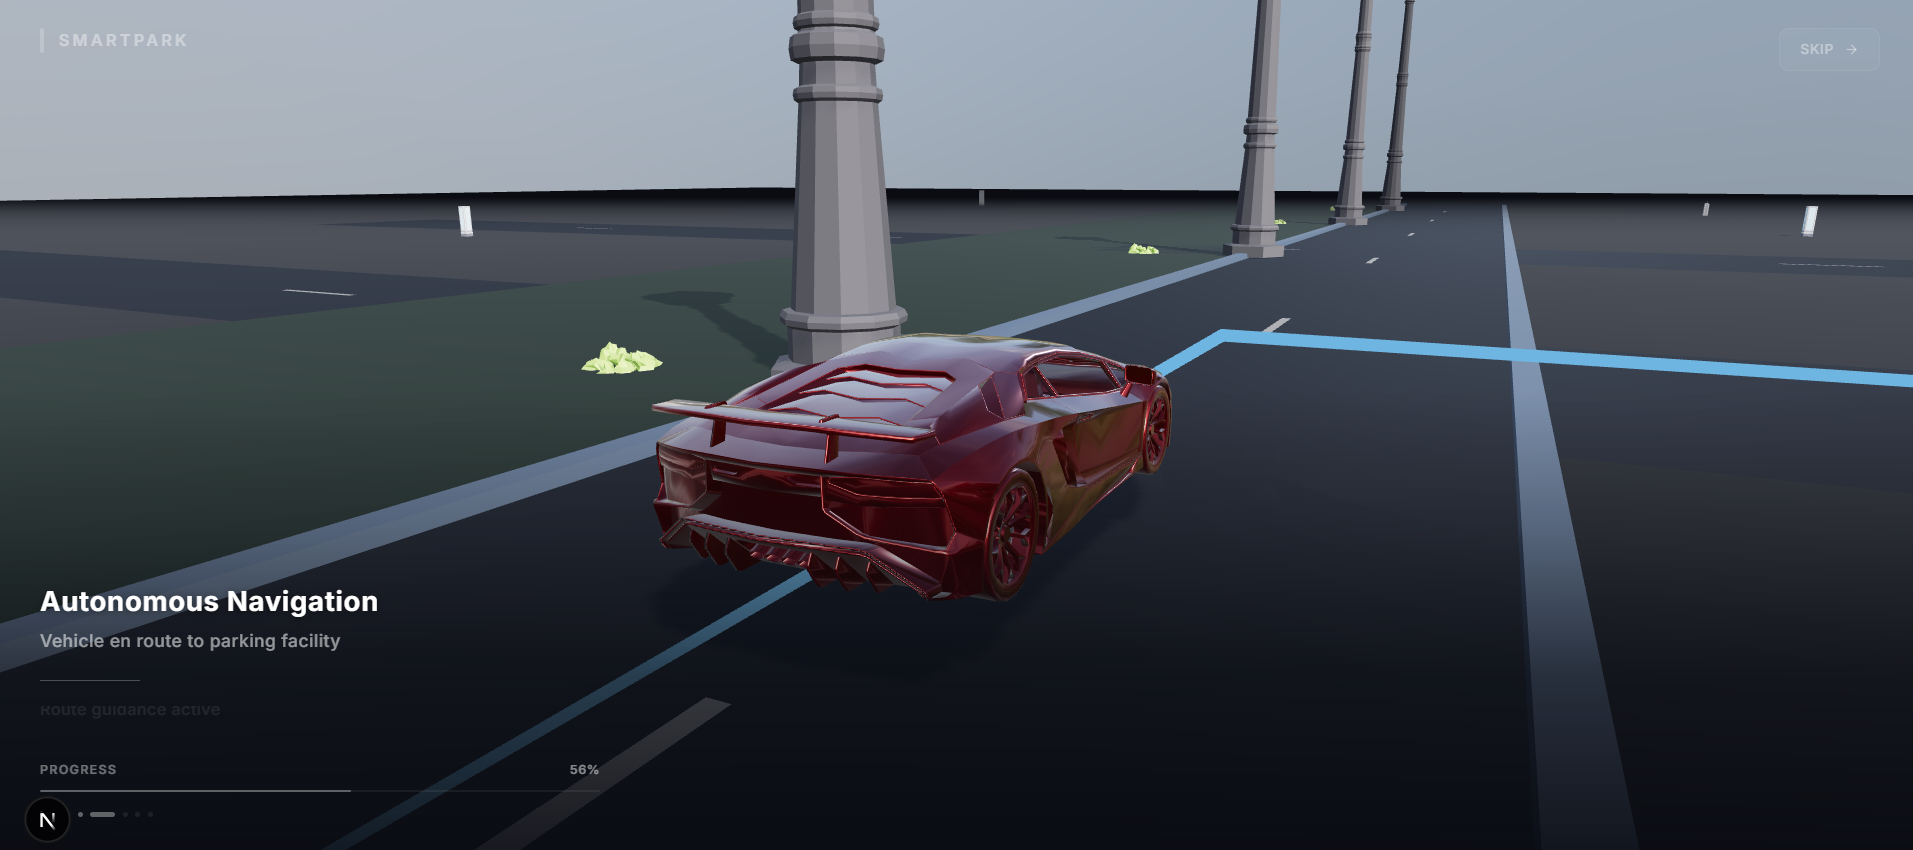 SMARTPARK
SKIP →
Autonomous Navigation
Vehicle en route to parking facility
Route guidance active
PROGRESS 56%
N